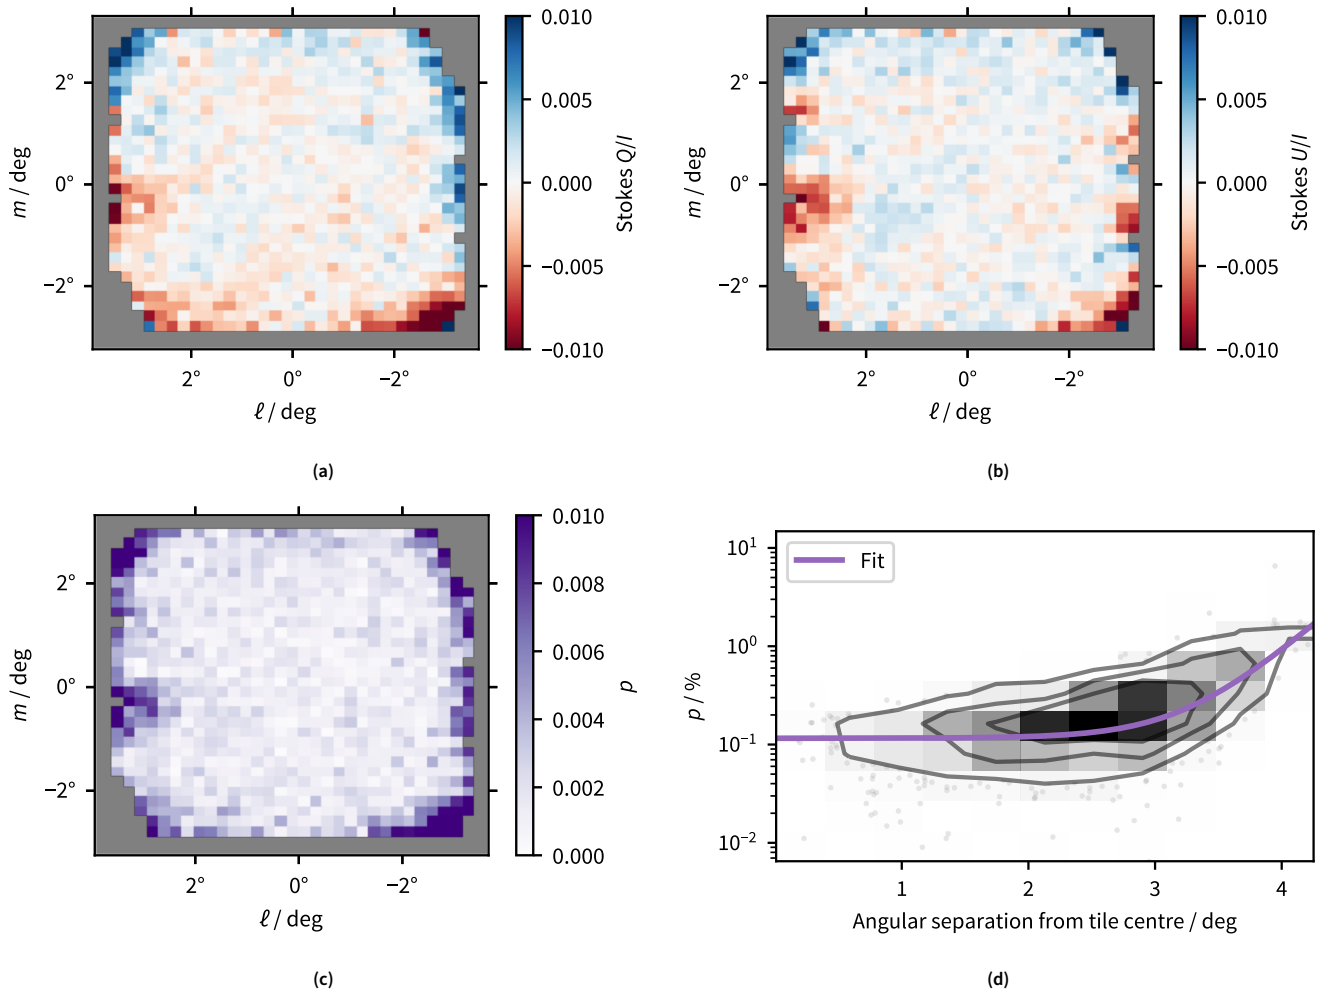 0.010
0.005
0.000
−0.005
−0.010
Stokes Q/I
2°
0°
−2°
m / deg
2°
0°
−2°
ℓ / deg
(a)
0.010
0.005
0.000
−0.005
−0.010
Stokes U/I
2°
0°
−2°
m / deg
2°
0°
−2°
ℓ / deg
(b)
0.010
0.008
0.006
0.004
0.002
0.000
p
2°
0°
−2°
m / deg
2°
0°
−2°
ℓ / deg
(c)
Fit
10¹
10⁰
10⁻¹
10⁻²
p / %
1
2
3
4
Angular separation from tile centre / deg
(d)